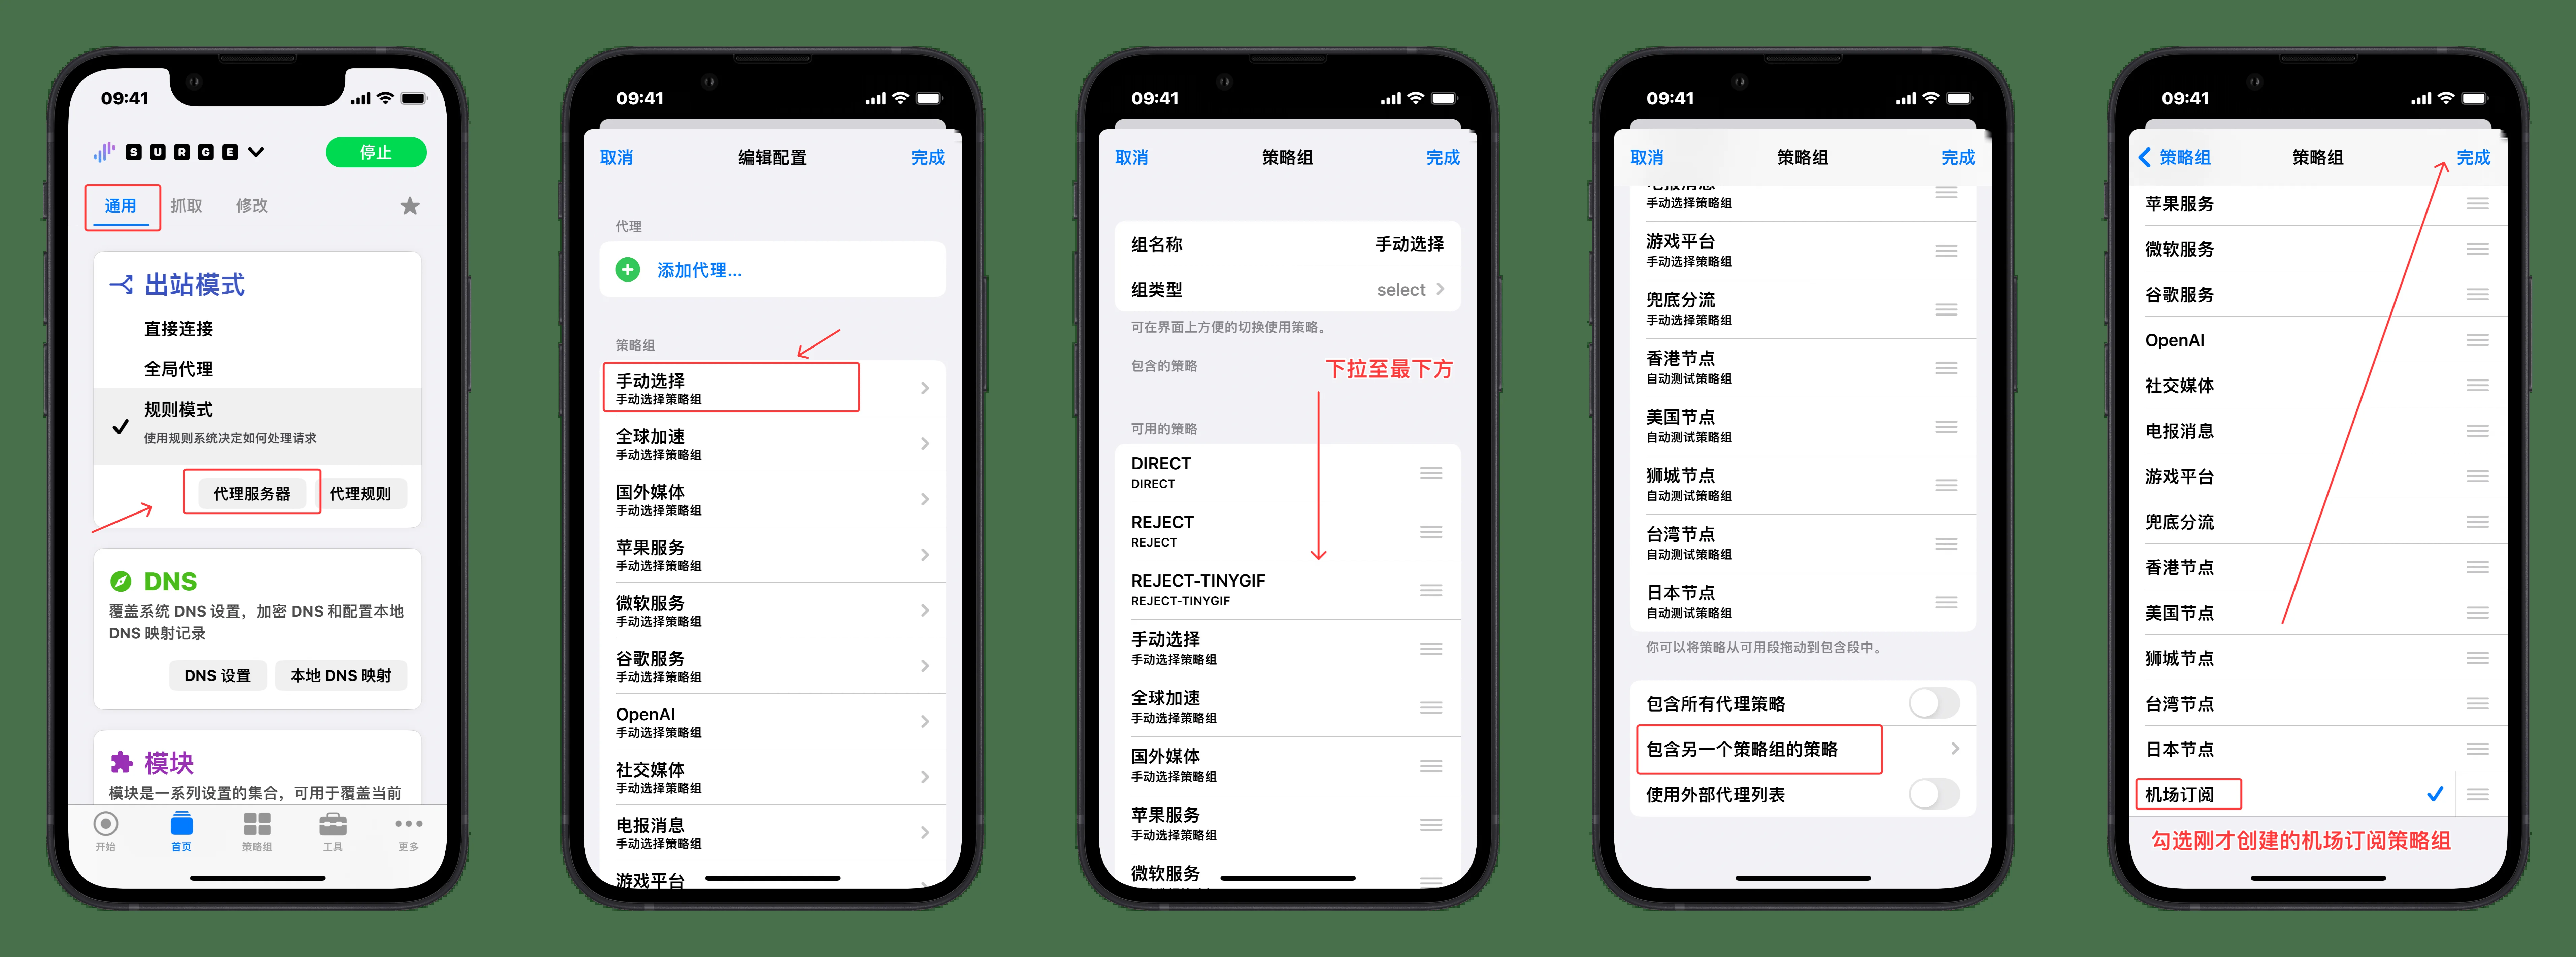 09:41
SURGE
停止
通用
抓取
修改
出站模式
直接连接
全局代理
规则模式
使用规则系统决定如何处理请求
代理服务器
代理规则
DNS
覆盖系统 DNS 设置，加密 DNS 和配置本地
DNS 映射记录
DNS 设置
本地 DNS 映射
模块
模块是一系列设置的集合，可用于覆盖当前
开始
首页
策略组
工具
更多
09:41
取消
编辑配置
完成
代理
添加代理...
策略组
手动选择
手动选择策略组
全球加速
手动选择策略组
国外媒体
手动选择策略组
苹果服务
手动选择策略组
微软服务
手动选择策略组
谷歌服务
手动选择策略组
OpenAI
手动选择策略组
社交媒体
手动选择策略组
电报消息
手动选择策略组
游戏平台
09:41
取消
策略组
完成
组名称
手动选择
组类型
select
可在界面上方便的切换使用策略。
包含的策略
下拉至最下方
可用的策略
DIRECT
DIRECT
REJECT
REJECT
REJECT-TINYGIF
REJECT-TINYGIF
手动选择
手动选择策略组
全球加速
手动选择策略组
国外媒体
手动选择策略组
苹果服务
手动选择策略组
微软服务
09:41
取消
策略组
完成
电报消息
手动选择策略组
游戏平台
手动选择策略组
兜底分流
手动选择策略组
香港节点
自动测试策略组
美国节点
自动测试策略组
狮城节点
自动测试策略组
台湾节点
自动测试策略组
日本节点
自动测试策略组
你可以将策略从可用段拖动到包含段中。
包含所有代理策略
包含另一个策略组的策略
使用外部代理列表
09:41
策略组
策略组
完成
苹果服务
微软服务
谷歌服务
OpenAI
社交媒体
电报消息
游戏平台
兜底分流
香港节点
美国节点
狮城节点
台湾节点
日本节点
机场订阅
勾选刚才创建的机场订阅策略组